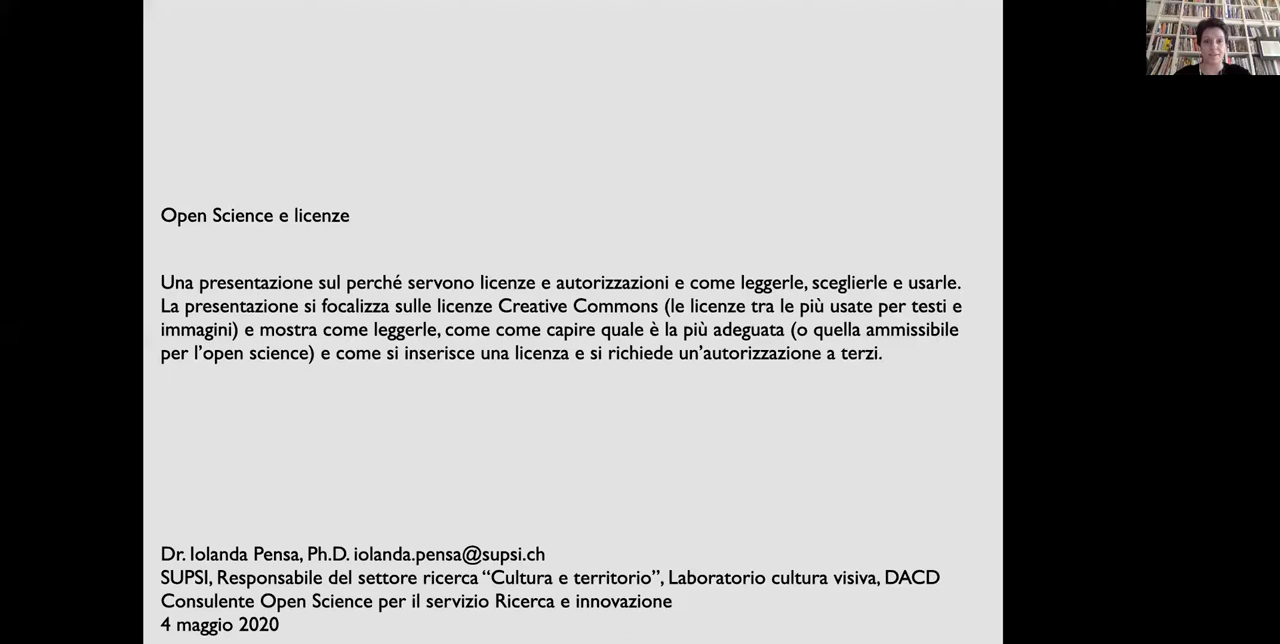 Open Science e licenze
Una presentazione sul perché servono licenze e autorizzazioni e come leggerle, sceglierle e usarle.
La presentazione si focalizza sulle licenze Creative Commons (le licenze tra le più usate per testi e
immagini) e mostra come leggerle, come come capire quale è la più adeguata (o quella ammissibile
per l’open science) e come si inserisce una licenza e si richiede un’autorizzazione a terzi.
Dr. Iolanda Pensa, Ph.D. iolanda.pensa@supsi.ch
SUPSI, Responsabile del settore ricerca “Cultura e territorio”, Laboratorio cultura visiva, DACD
Consulente Open Science per il servizio Ricerca e innovazione
4 maggio 2020